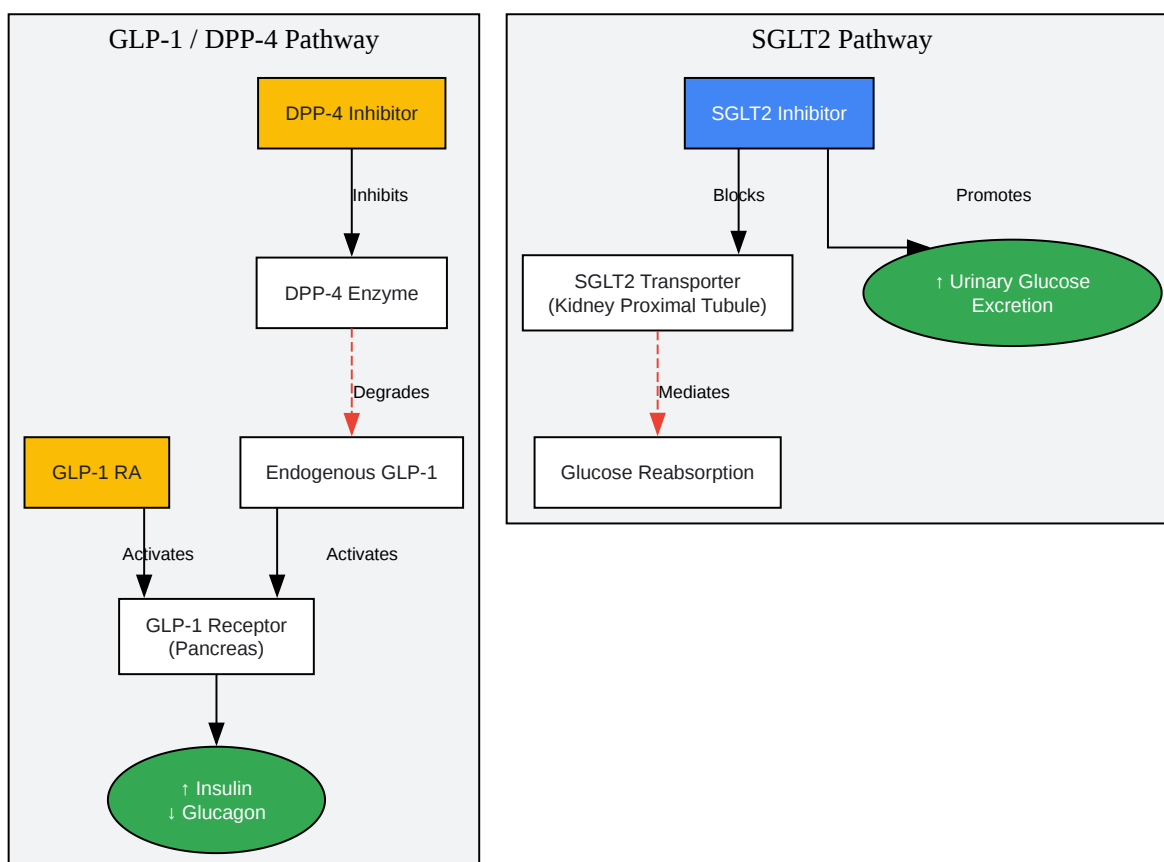 GLP-1 / DPP-4 Pathway
DPP-4 Inhibitor
Inhibits
DPP-4 Enzyme
Degrades
GLP-1 RA
Endogenous GLP-1
Activates
Activates
GLP-1 Receptor
(Pancreas)
↑ Insulin
↓ Glucagon
SGLT2 Pathway
SGLT2 Inhibitor
Blocks
Promotes
SGLT2 Transporter
(Kidney Proximal Tubule)
↑ Urinary Glucose
Excretion
Mediates
Glucose Reabsorption